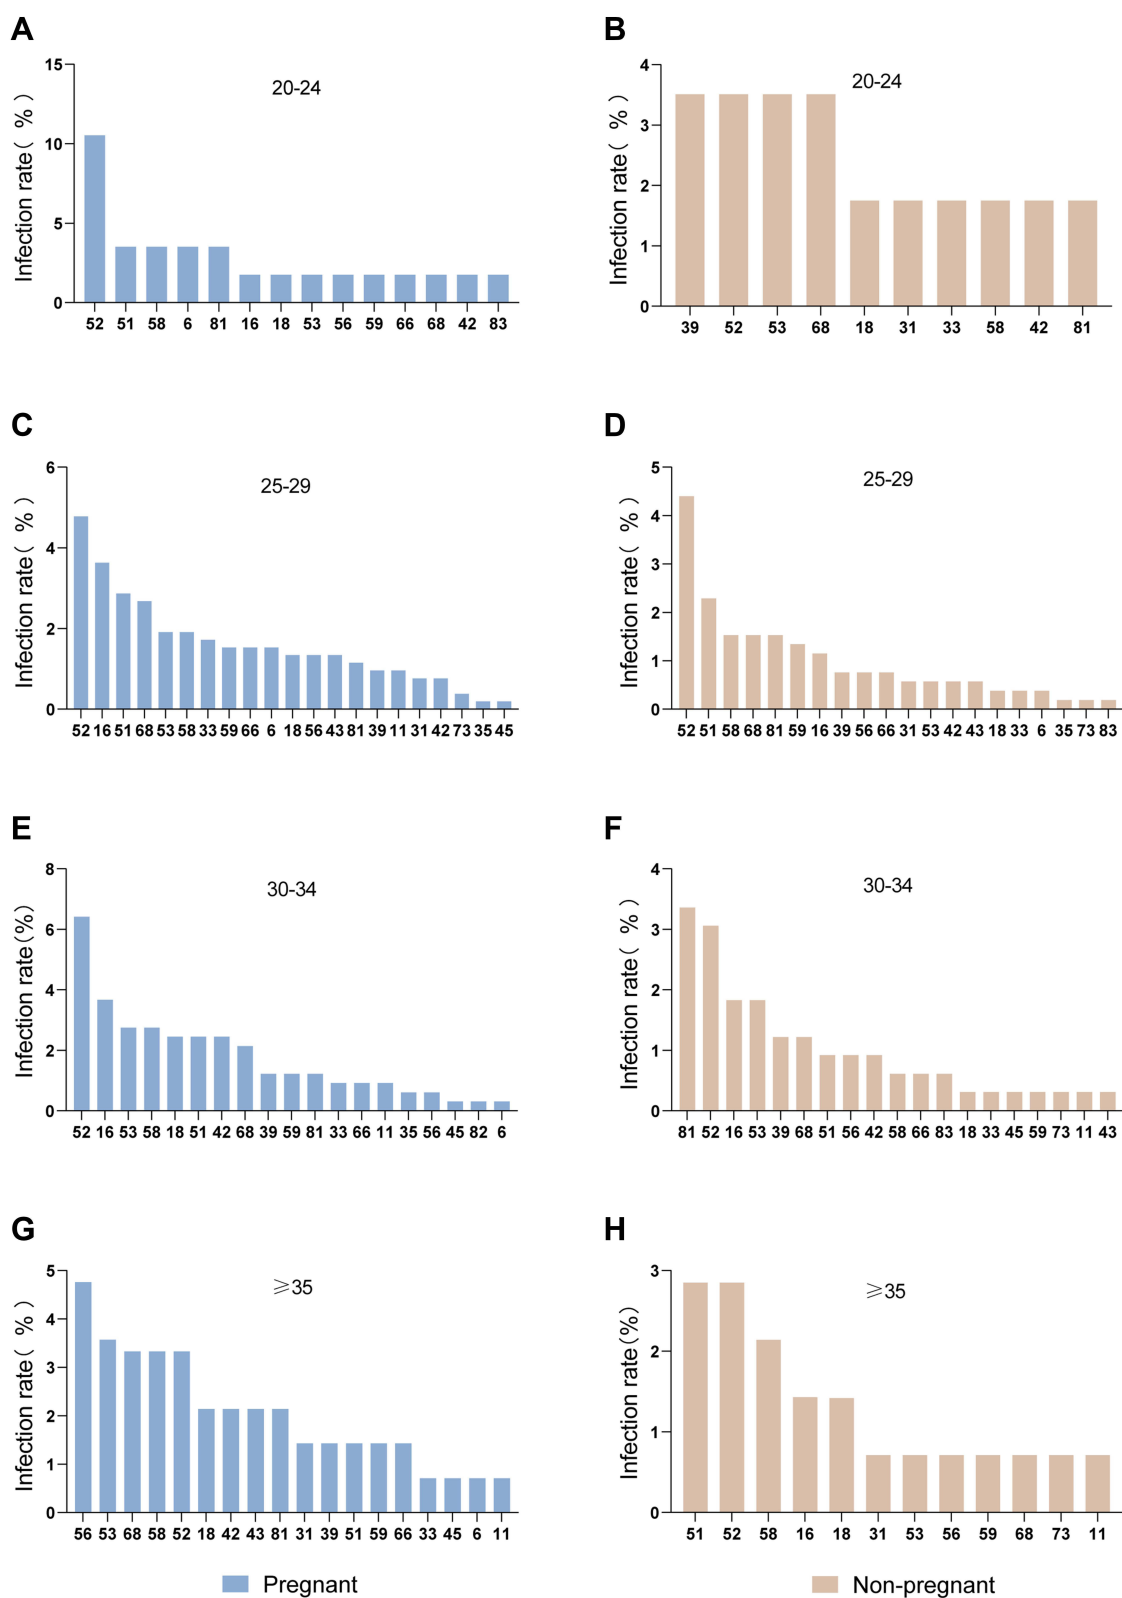 A
15
10
5
0
Infection rate( %)
20-24
52 51 58 6 81 16 18 53 56 59 66 68 42 83
B
4
3
2
1
0
Infection rate( %)
20-24
39 52 53 68 18 31 33 58 42 81
C
6
4
2
0
Infection rate( %)
25-29
52 16 51 68 53 58 33 59 66 6 18 56 43 81 39 11 31 42 73 35 45
D
5
4
3
2
1
0
Infection rate( %)
25-29
52 51 58 68 81 59 16 39 56 66 31 53 42 43 18 33 6 35 73 83
E
8
6
4
2
0
Infection rate(%)
30-34
52 16 53 58 18 51 42 68 39 59 81 33 66 11 35 56 45 82 6
F
4
3
2
1
0
Infection rate( %)
30-34
81 52 16 53 39 68 51 56 42 58 66 83 18 33 45 59 73 11 43
G
5
4
3
2
1
0
Infection rate( %)
≥35
56 53 68 58 52 18 42 43 81 31 39 51 59 66 33 45 6 11
H
3
2
1
0
Infection rate(%)
≥35
51 52 58 16 18 31 53 56 59 68 73 11
Pregnant
Non-pregnant